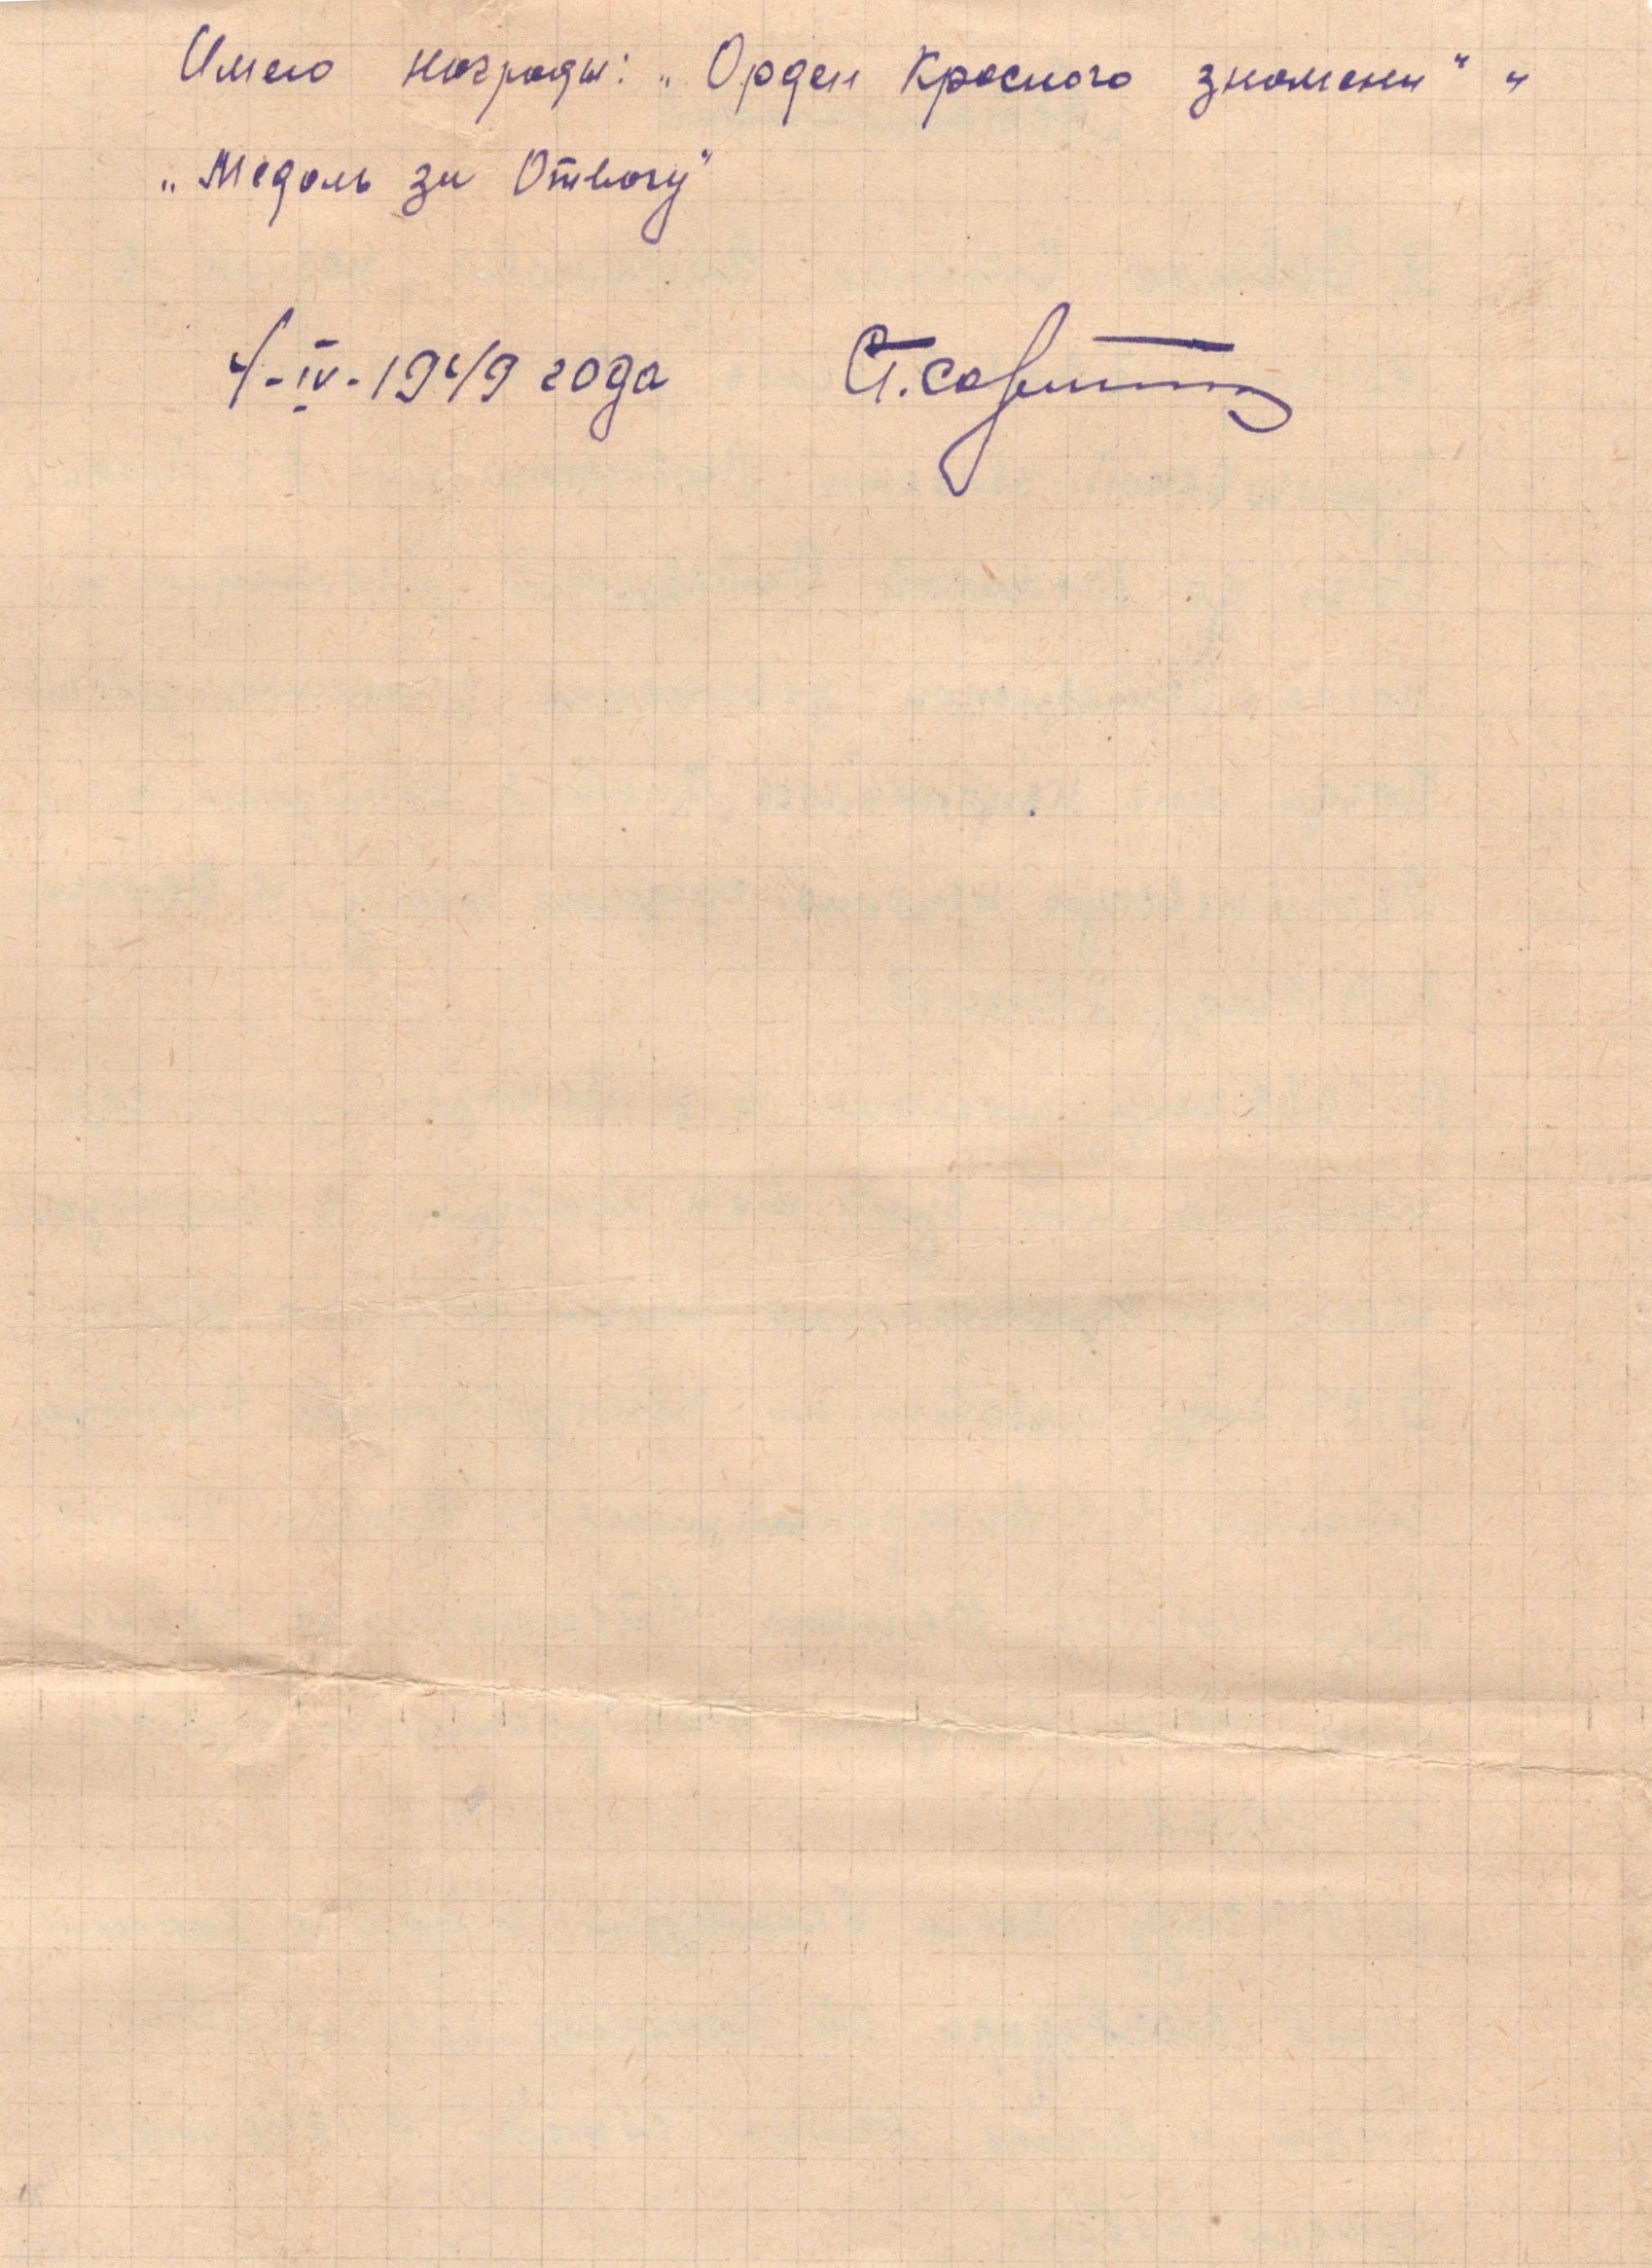 Имею награды: „Орден Красного знамени" и
„Медаль за Отвагу"
4-IV-1949 года